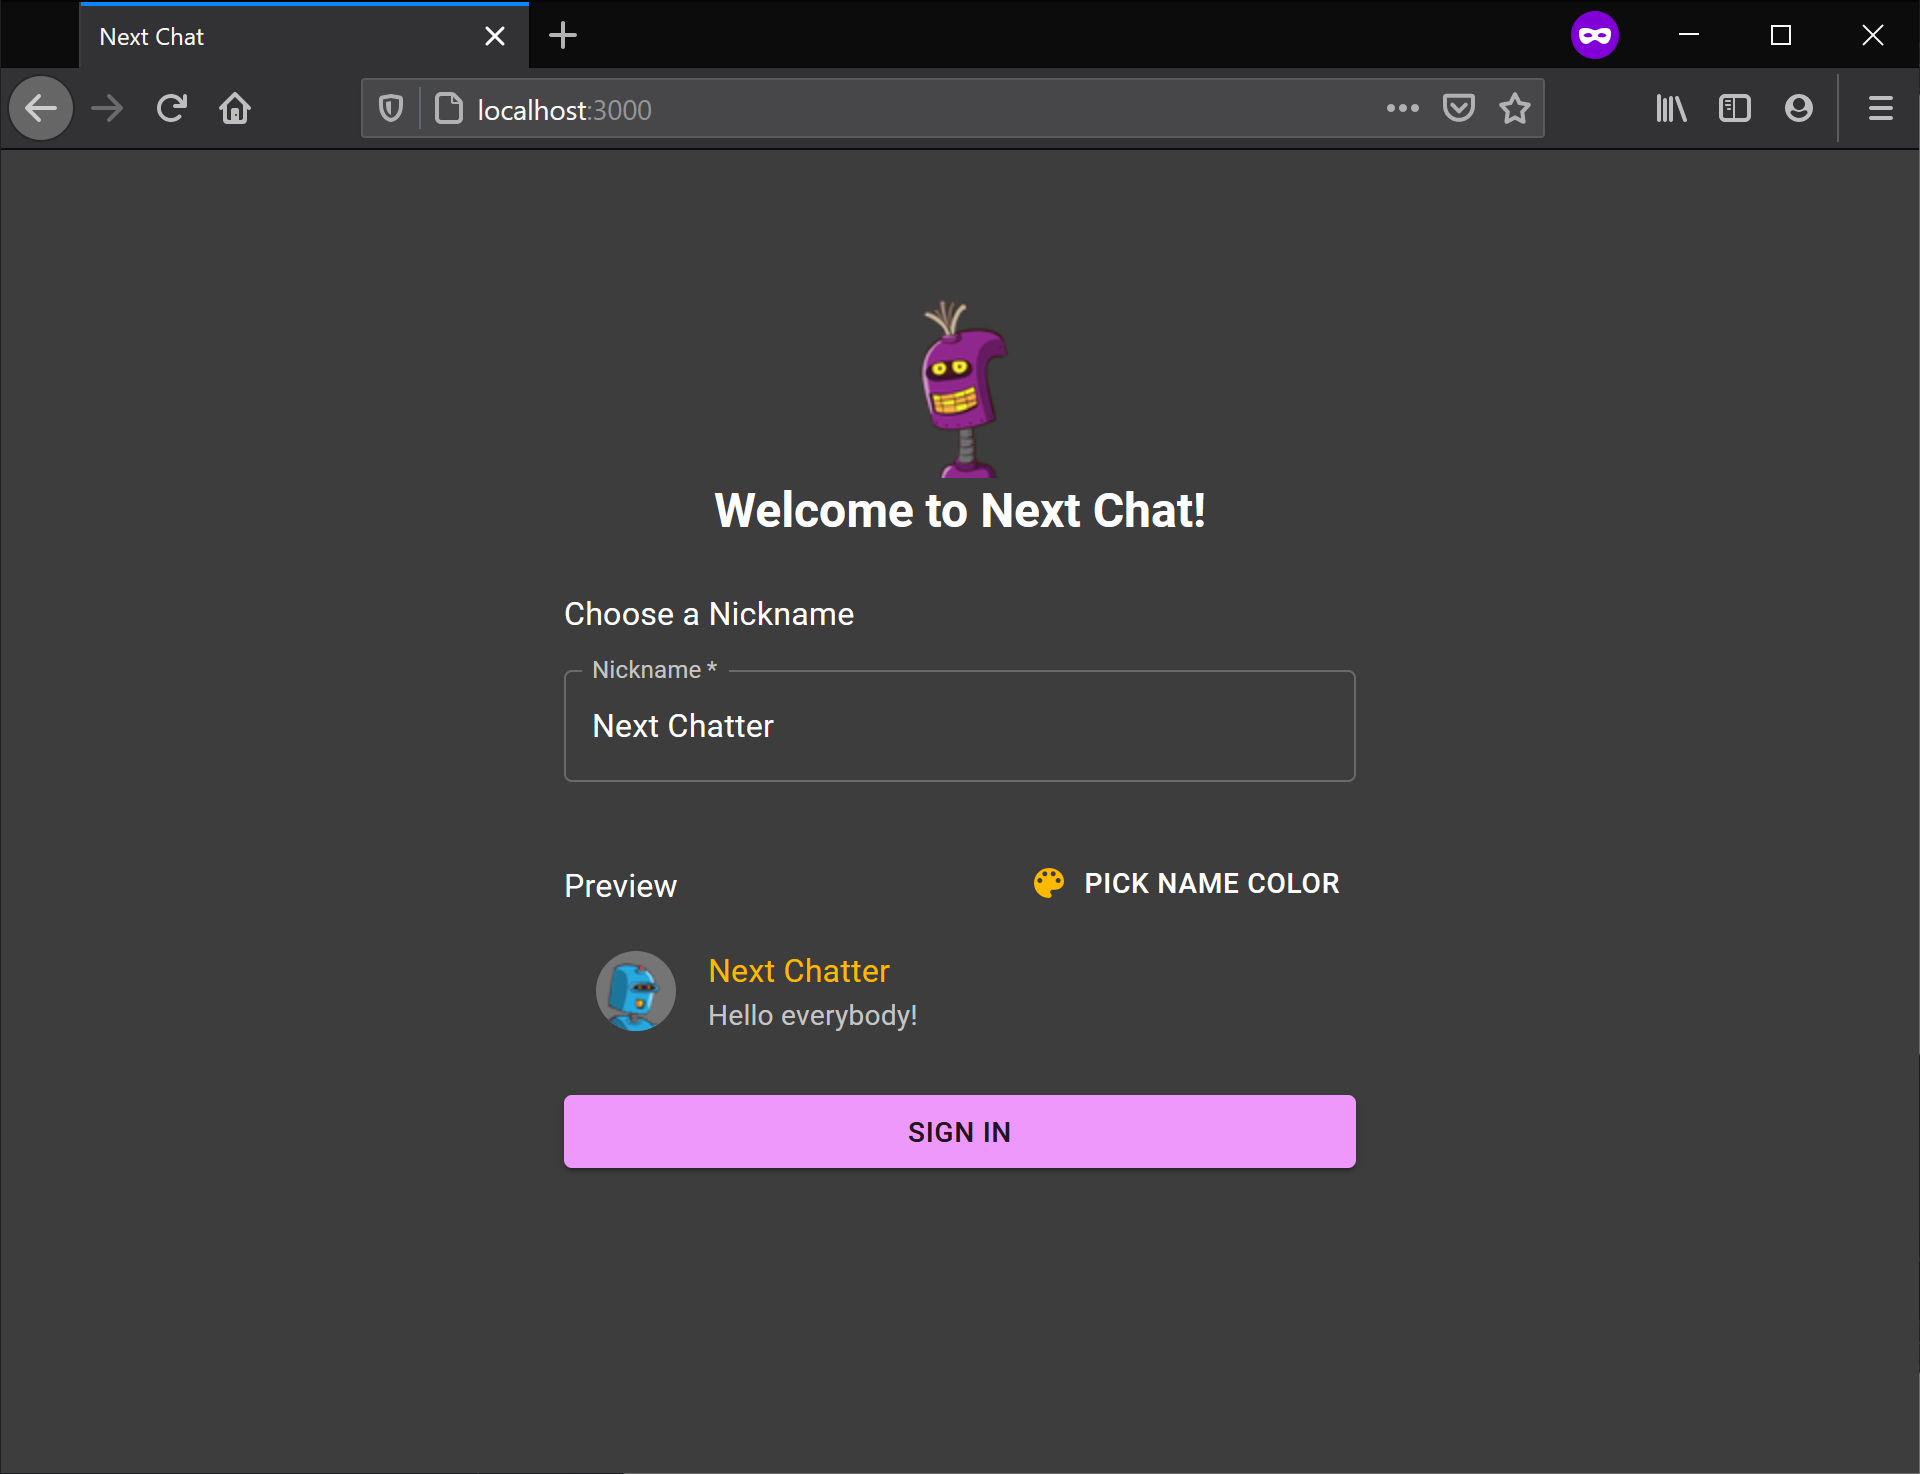 Next Chat
localhost:3000
Welcome to Next Chat!
Choose a Nickname
Nickname *
Next Chatter
Preview
PICK NAME COLOR
Next Chatter
Hello everybody!
SIGN IN